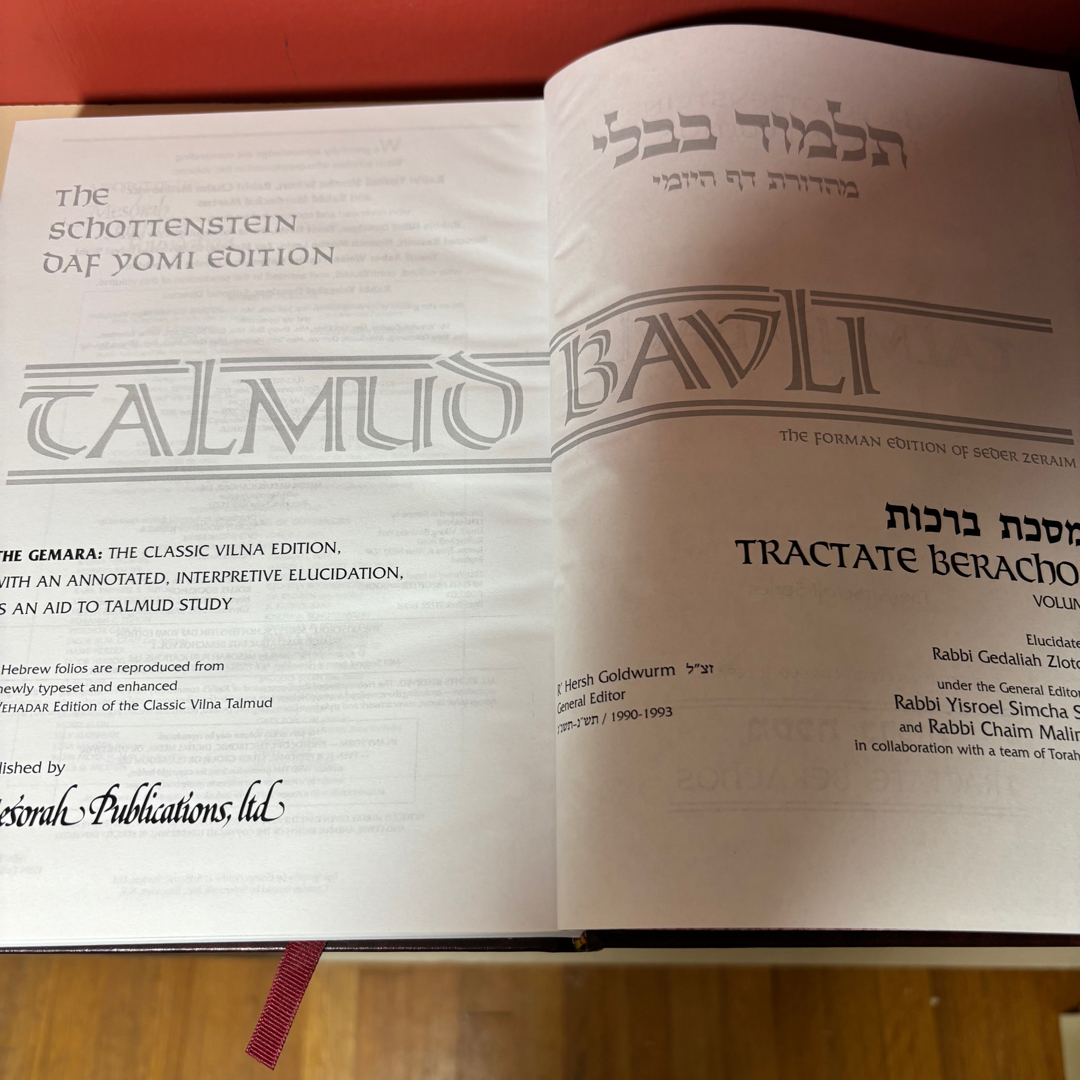 The
Schottenstein
Daf Yomi Edition
TALMUD BAVLI
תלמוד בבלי
מהדורת דף היומי
The Forman Edition of Seder Zeraim
THE GEMARA: THE CLASSIC VILNA EDITION,
WITH AN ANNOTATED, INTERPRETIVE ELUCIDATION,
AS AN AID TO TALMUD STUDY
Hebrew folios are reproduced from
newly typeset and enhanced
VEHADAR Edition of the Classic Vilna Talmud
lished by
esorah Publications, ltd
מסכת ברכות
TRACTATE BERACHO
VOLUM
Elucidate
Rabbi Gedaliah Zloto
under the General Editor
Rabbi Yisroel Simcha S
and Rabbi Chaim Malin
in collaboration with a team of Torah
R' Hersh Goldwurm זצ"ל
General Editor
תש"נ-תשנ"ג / 1990-1993